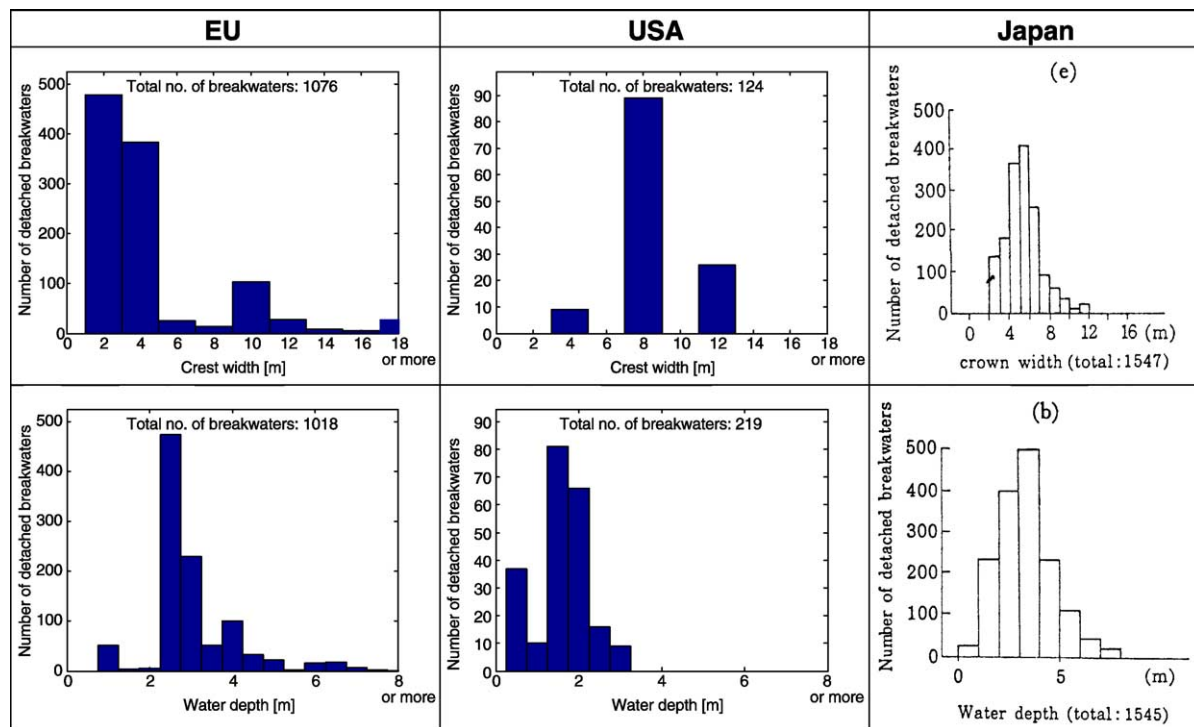 EU
USA
Japan
Total no. of breakwaters: 1076
Number of detached breakwaters
500
400
300
200
100
0
0 2 4 6 8 10 12 14 16 18
or more
Crest width [m]
Total no. of breakwaters: 124
Number of detached breakwaters
90
80
70
60
50
40
30
20
10
0
0 2 4 6 8 10 12 14 16 18
or more
Crest width [m]
(e)
Number of detached breakwaters
500
400
300
200
100
0
0 4 8 12 16 (m)
crown width (total:1547)
Total no. of breakwaters: 1018
Number of detached breakwaters
500
400
300
200
100
0
0 2 4 6 8
or more
Water depth [m]
Total no. of breakwaters: 219
Number of detached breakwaters
90
80
70
60
50
40
30
20
10
0
0 2 4 6 8
or more
Water depth [m]
(b)
Number of detached breakwaters
500
400
300
200
100
0
0 5 (m)
Water depth (total:1545)